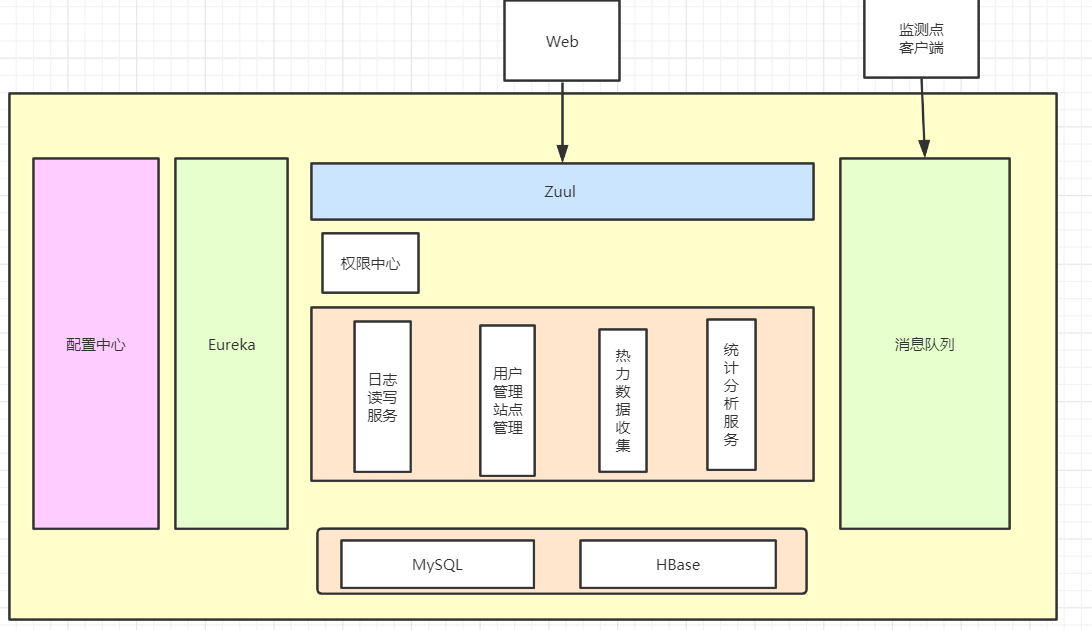 Web
监测点
客户端
Zuul
权限中心
配置中心
Eureka
日志
读写
服务
用户
管理
站点
管理
热
力
数
据
收
集
统
计
分
析
服
务
消息队列
MySQL
HBase